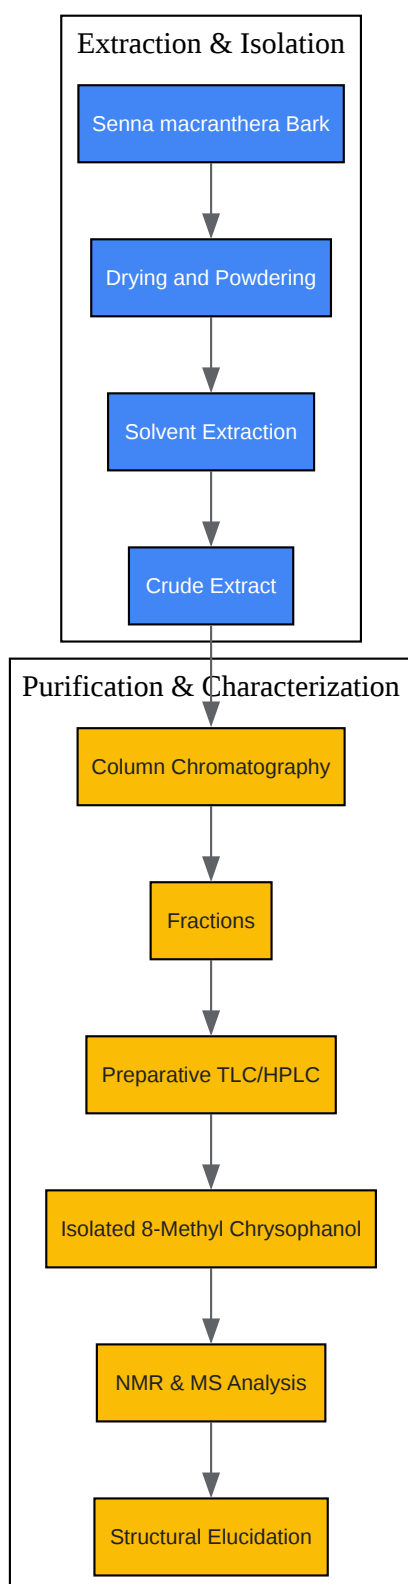 Extraction & Isolation
Senna macranthera Bark
Drying and Powdering
Solvent Extraction
Crude Extract
Purification & Characterization
Column Chromatography
Fractions
Preparative TLC/HPLC
Isolated 8-Methyl Chrysophanol
NMR & MS Analysis
Structural Elucidation